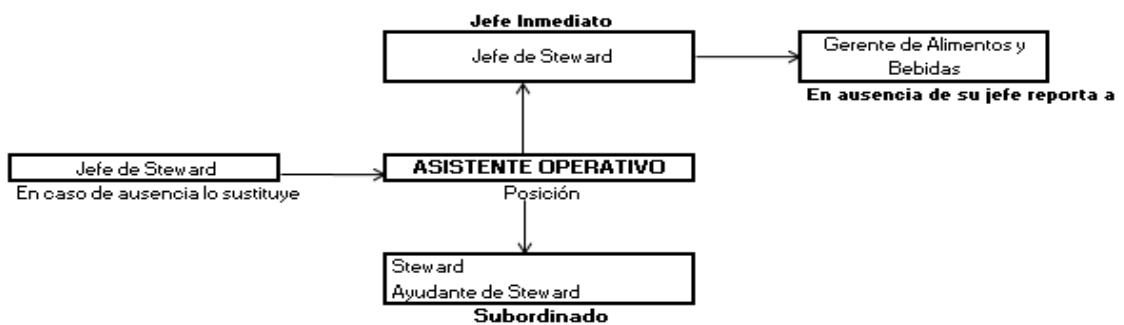 Jefe Inmediato
Jefe de Steward
Gerente de Alimentos y
Bebidas
En ausencia de su jefe reporta a
Jefe de Steward
En caso de ausencia lo sustituye
ASISTENTE OPERATIVO
Posición
Steward
Ayudante de Steward
Subordinado